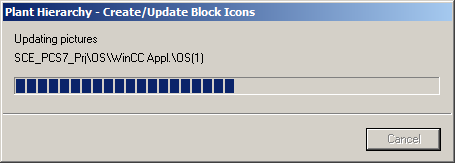 Plant Hierarchy - Create/Update Block Icons
Updating pictures
SCE_PCS7_Prj\OS\WinCC Appl.\OS(1)
Cancel